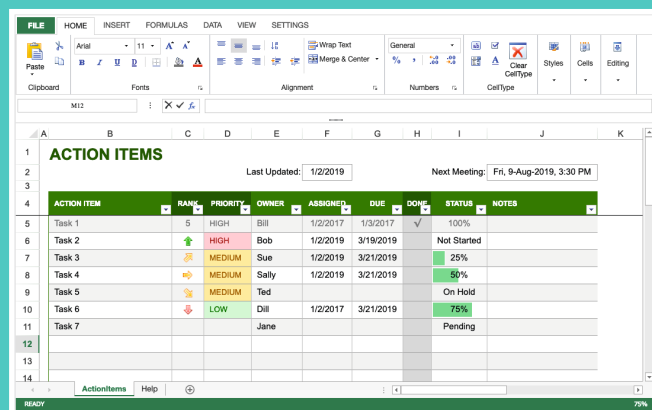 FILE HOME INSERT FORMULAS DATA VIEW SETTINGS
Arial 11 A A Wrap Text General
Paste B I U D A Merge & Center % , .0 .00 Clear CellType Styles Cells Editing
Clipboard Fonts Alignment Numbers CellType
M12 fx
A B C D E F G H I J K
1 ACTION ITEMS
2 Last Updated: 1/2/2019 Next Meeting: Fri, 9-Aug-2019, 3:30 PM
3
4 ACTION ITEM RANK PRIORITY OWNER ASSIGNED DUE DONE STATUS NOTES
5 Task 1 5 HIGH Bill 1/2/2017 1/3/2017 √ 100%
6 Task 2 HIGH Bob 1/2/2019 3/19/2019 Not Started
7 Task 3 MEDIUM Sue 1/2/2019 3/21/2019 25%
8 Task 4 MEDIUM Sally 1/2/2019 3/21/2019 50%
9 Task 5 MEDIUM Ted On Hold
10 Task 6 LOW Dill 1/2/2017 3/21/2019 75%
11 Task 7 Jane Pending
12
13
14
ActionItems Help
READY 75%